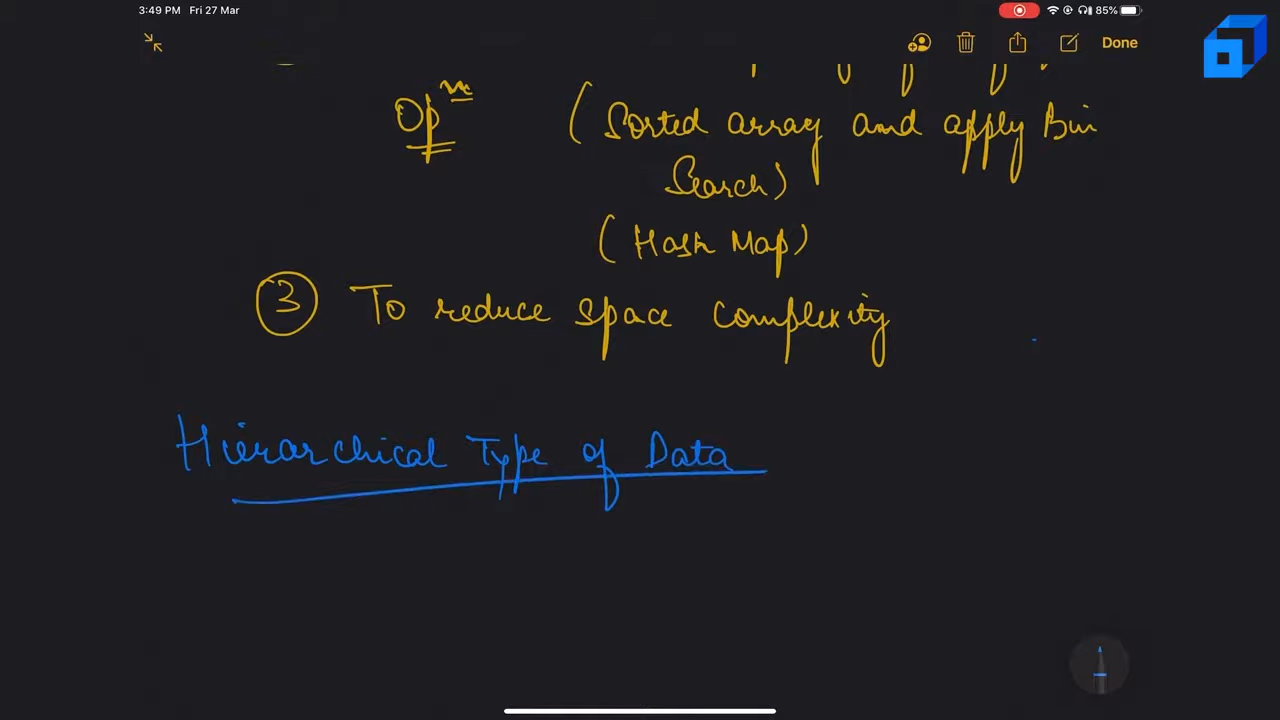 3:49 PM Fri 27 Mar
85%
Done
Opn (Sorted array and apply Bin
Search)
(Hash Map)
3 To reduce space complexity
Hierarchical Type of Data